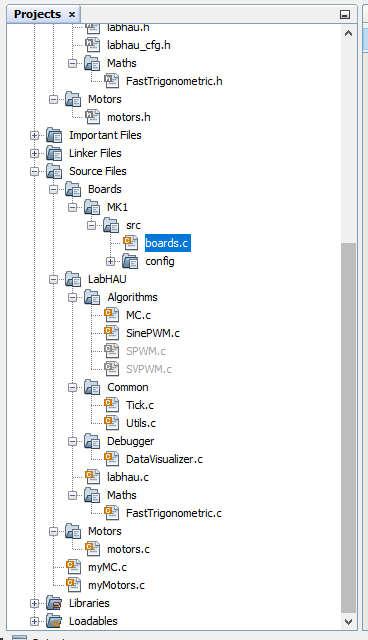 Projects ×
labhau.h
labhau_cfg.h
Maths
FastTrigonometric.h
Motors
motors.h
Important Files
Linker Files
Source Files
Boards
MK1
src
boards.c
config
LabHAU
Algorithms
MC.c
SinePWM.c
SPWM.c
SVPWM.c
Common
Tick.c
Utils.c
Debugger
DataVisualizer.c
labhau.c
Maths
FastTrigonometric.c
Motors
motors.c
myMC.c
myMotors.c
Libraries
Loadables